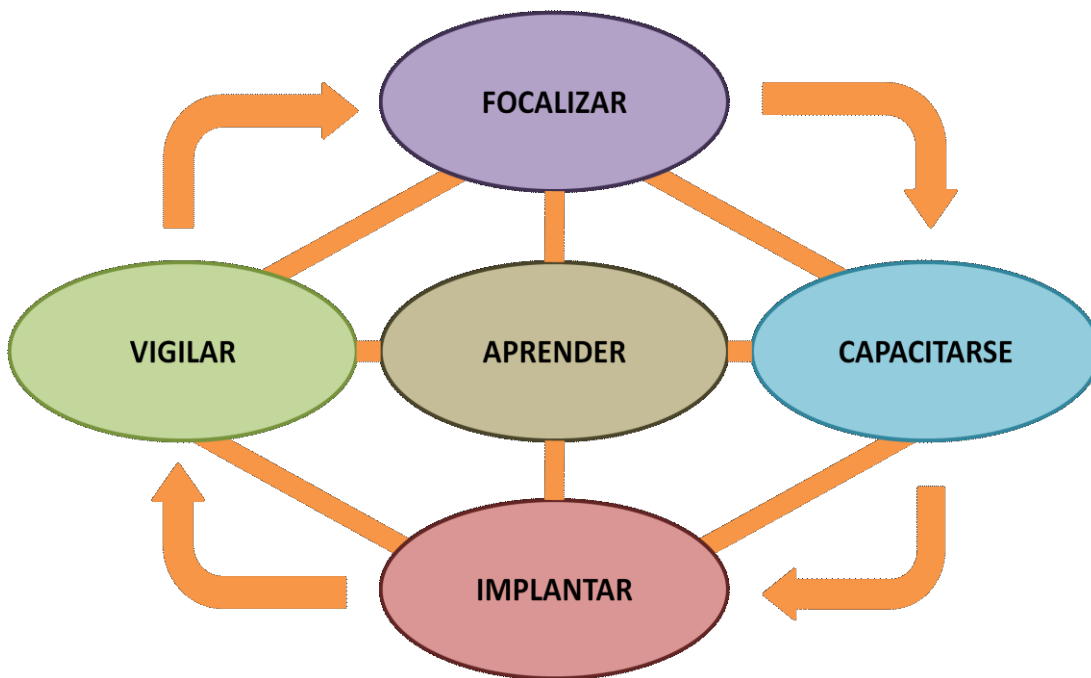 FOCALIZAR
VIGILAR
APRENDER
CAPACITARSE
IMPLANTAR